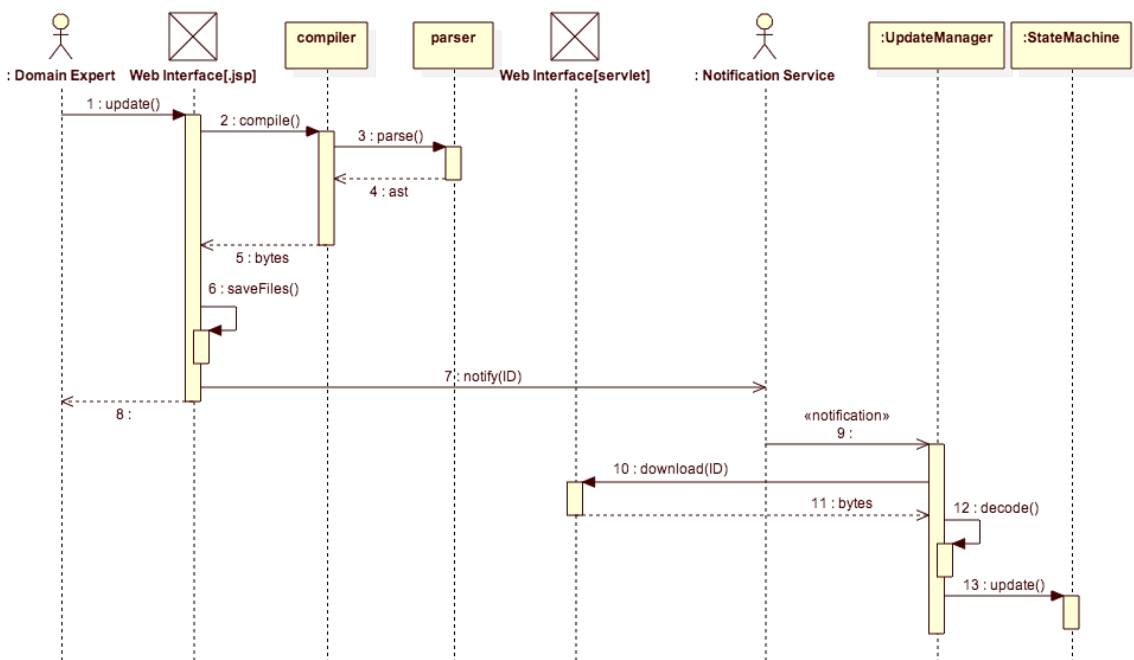 compiler
parser
:UpdateManager
:StateMachine
: Domain Expert
Web Interface[.jsp]
Web Interface[servlet]
: Notification Service
1 : update()
2 : compile()
3 : parse()
4 : ast
5 : bytes
6 : saveFiles()
7 : notify(ID)
8 :
«notification»
9 :
10 : download(ID)
11 : bytes
12 : decode()
13 : update()